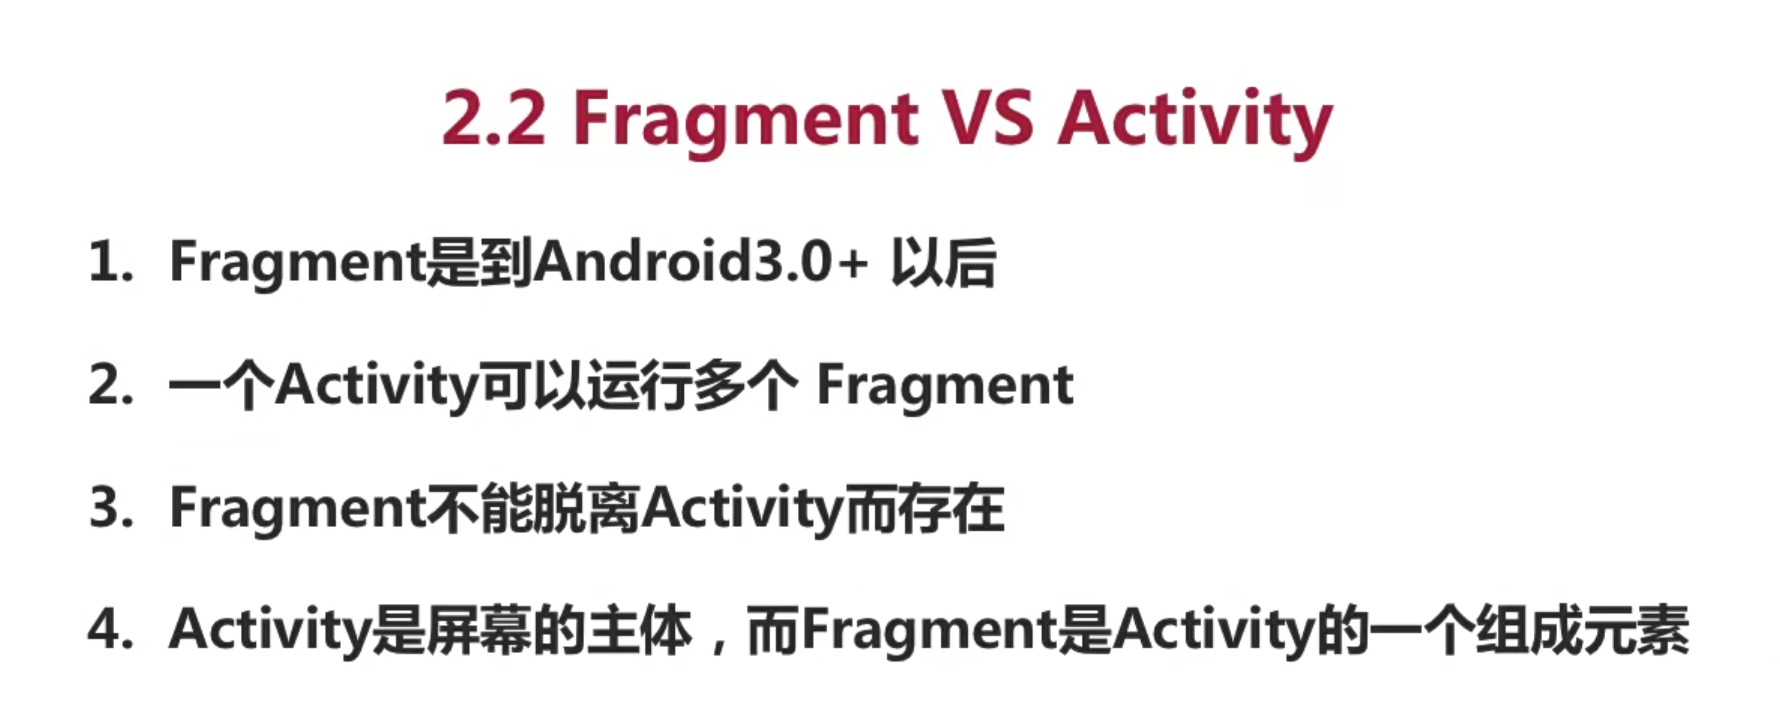 2.2 Fragment VS Activity
1. Fragment是到Android3.0+ 以后
2. 一个Activity可以运行多个 Fragment
3. Fragment不能脱离Activity而存在
4. Activity是屏幕的主体，而Fragment是Activity的一个组成元素